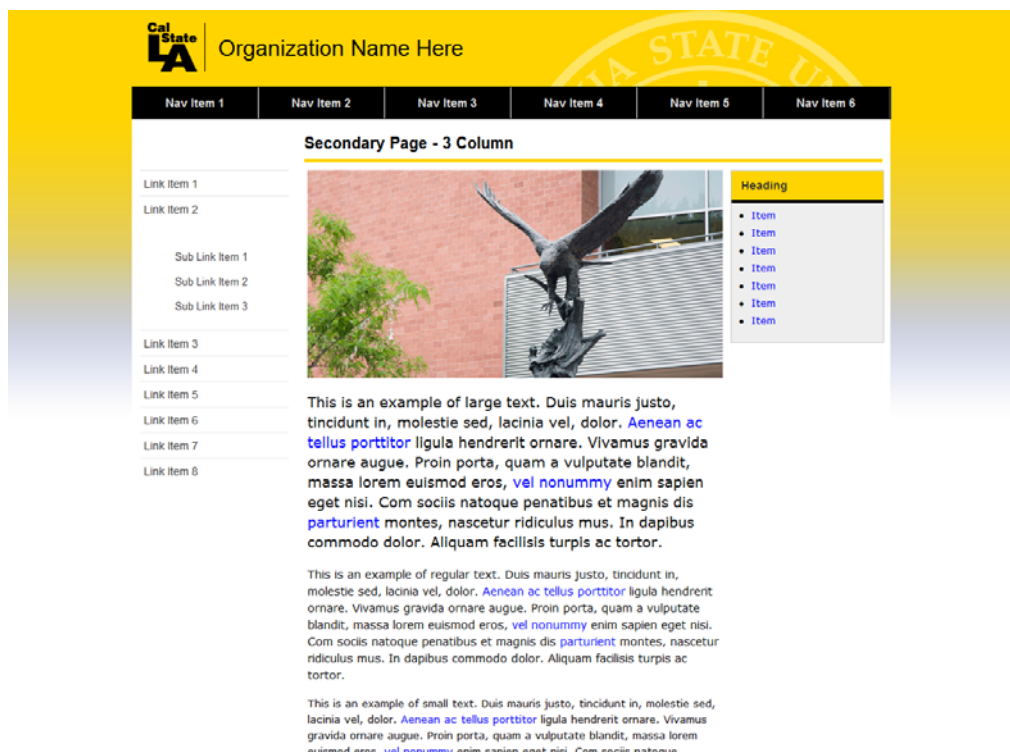 Cal
State
LA
Organization Name Here
STATE
Nav Item 1
Nav Item 2
Nav Item 3
Nav Item 4
Nav Item 5
Nav Item 6
Secondary Page - 3 Column
Link Item 1
Link Item 2
Sub Link Item 1
Sub Link Item 2
Sub Link Item 3
Link Item 3
Link Item 4
Link Item 5
Link Item 6
Link Item 7
Link Item 8
This is an example of large text. Duis mauris justo,
tincidunt in, molestie sed, lacinia vel, dolor. Aenean ac
tellus porttitor ligula hendrerit ornare. Vivamus gravida
ornare augue. Proin porta, quam a vulputate blandit,
massa lorem euismod eros, vel nonummy enim sapien
eget nisi. Com sociis natoque penatibus et magnis dis
parturient montes, nascetur ridiculus mus. In dapibus
commodo dolor. Aliquam facilisis turpis ac tortor.
This is an example of regular text. Duis mauris justo, tincidunt in,
molestie sed, lacinia vel, dolor. Aenean ac tellus porttitor ligula hendrerit
ornare. Vivamus gravida ornare augue. Proin porta, quam a vulputate
blandit, massa lorem euismod eros, vel nonummy enim sapien eget nisi.
Com sociis natoque penatibus et magnis dis parturient montes, nascetur
ridiculus mus. In dapibus commodo dolor. Aliquam facilisis turpis ac
tortor.
This is an example of small text. Duis mauris justo, tincidunt in, molestie sed,
lacinia vel, dolor. Aenean ac tellus porttitor ligula hendrerit ornare. Vivamus
gravida ornare augue. Proin porta, quam a vulputate blandit, massa lorem
euismod eros, vel nonummy enim sapien eget nisi. Com sociis natoque
Heading
Item
Item
Item
Item
Item
Item
Item